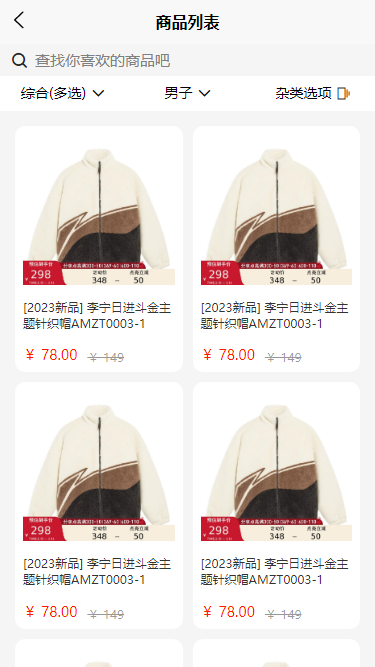 商品列表
查找你喜欢的商品吧
综合(多选)
男子
杂类选项
298
348 - 50
298
348 - 50
[2023新品] 李宁日进斗金主
题针织帽AMZT0003-1
[2023新品] 李宁日进斗金主
题针织帽AMZT0003-1
¥ 78.00 ¥ 149
¥ 78.00 ¥ 149
298
348 - 50
298
348 - 50
[2023新品] 李宁日进斗金主
题针织帽AMZT0003-1
[2023新品] 李宁日进斗金主
题针织帽AMZT0003-1
¥ 78.00 ¥ 149
¥ 78.00 ¥ 149